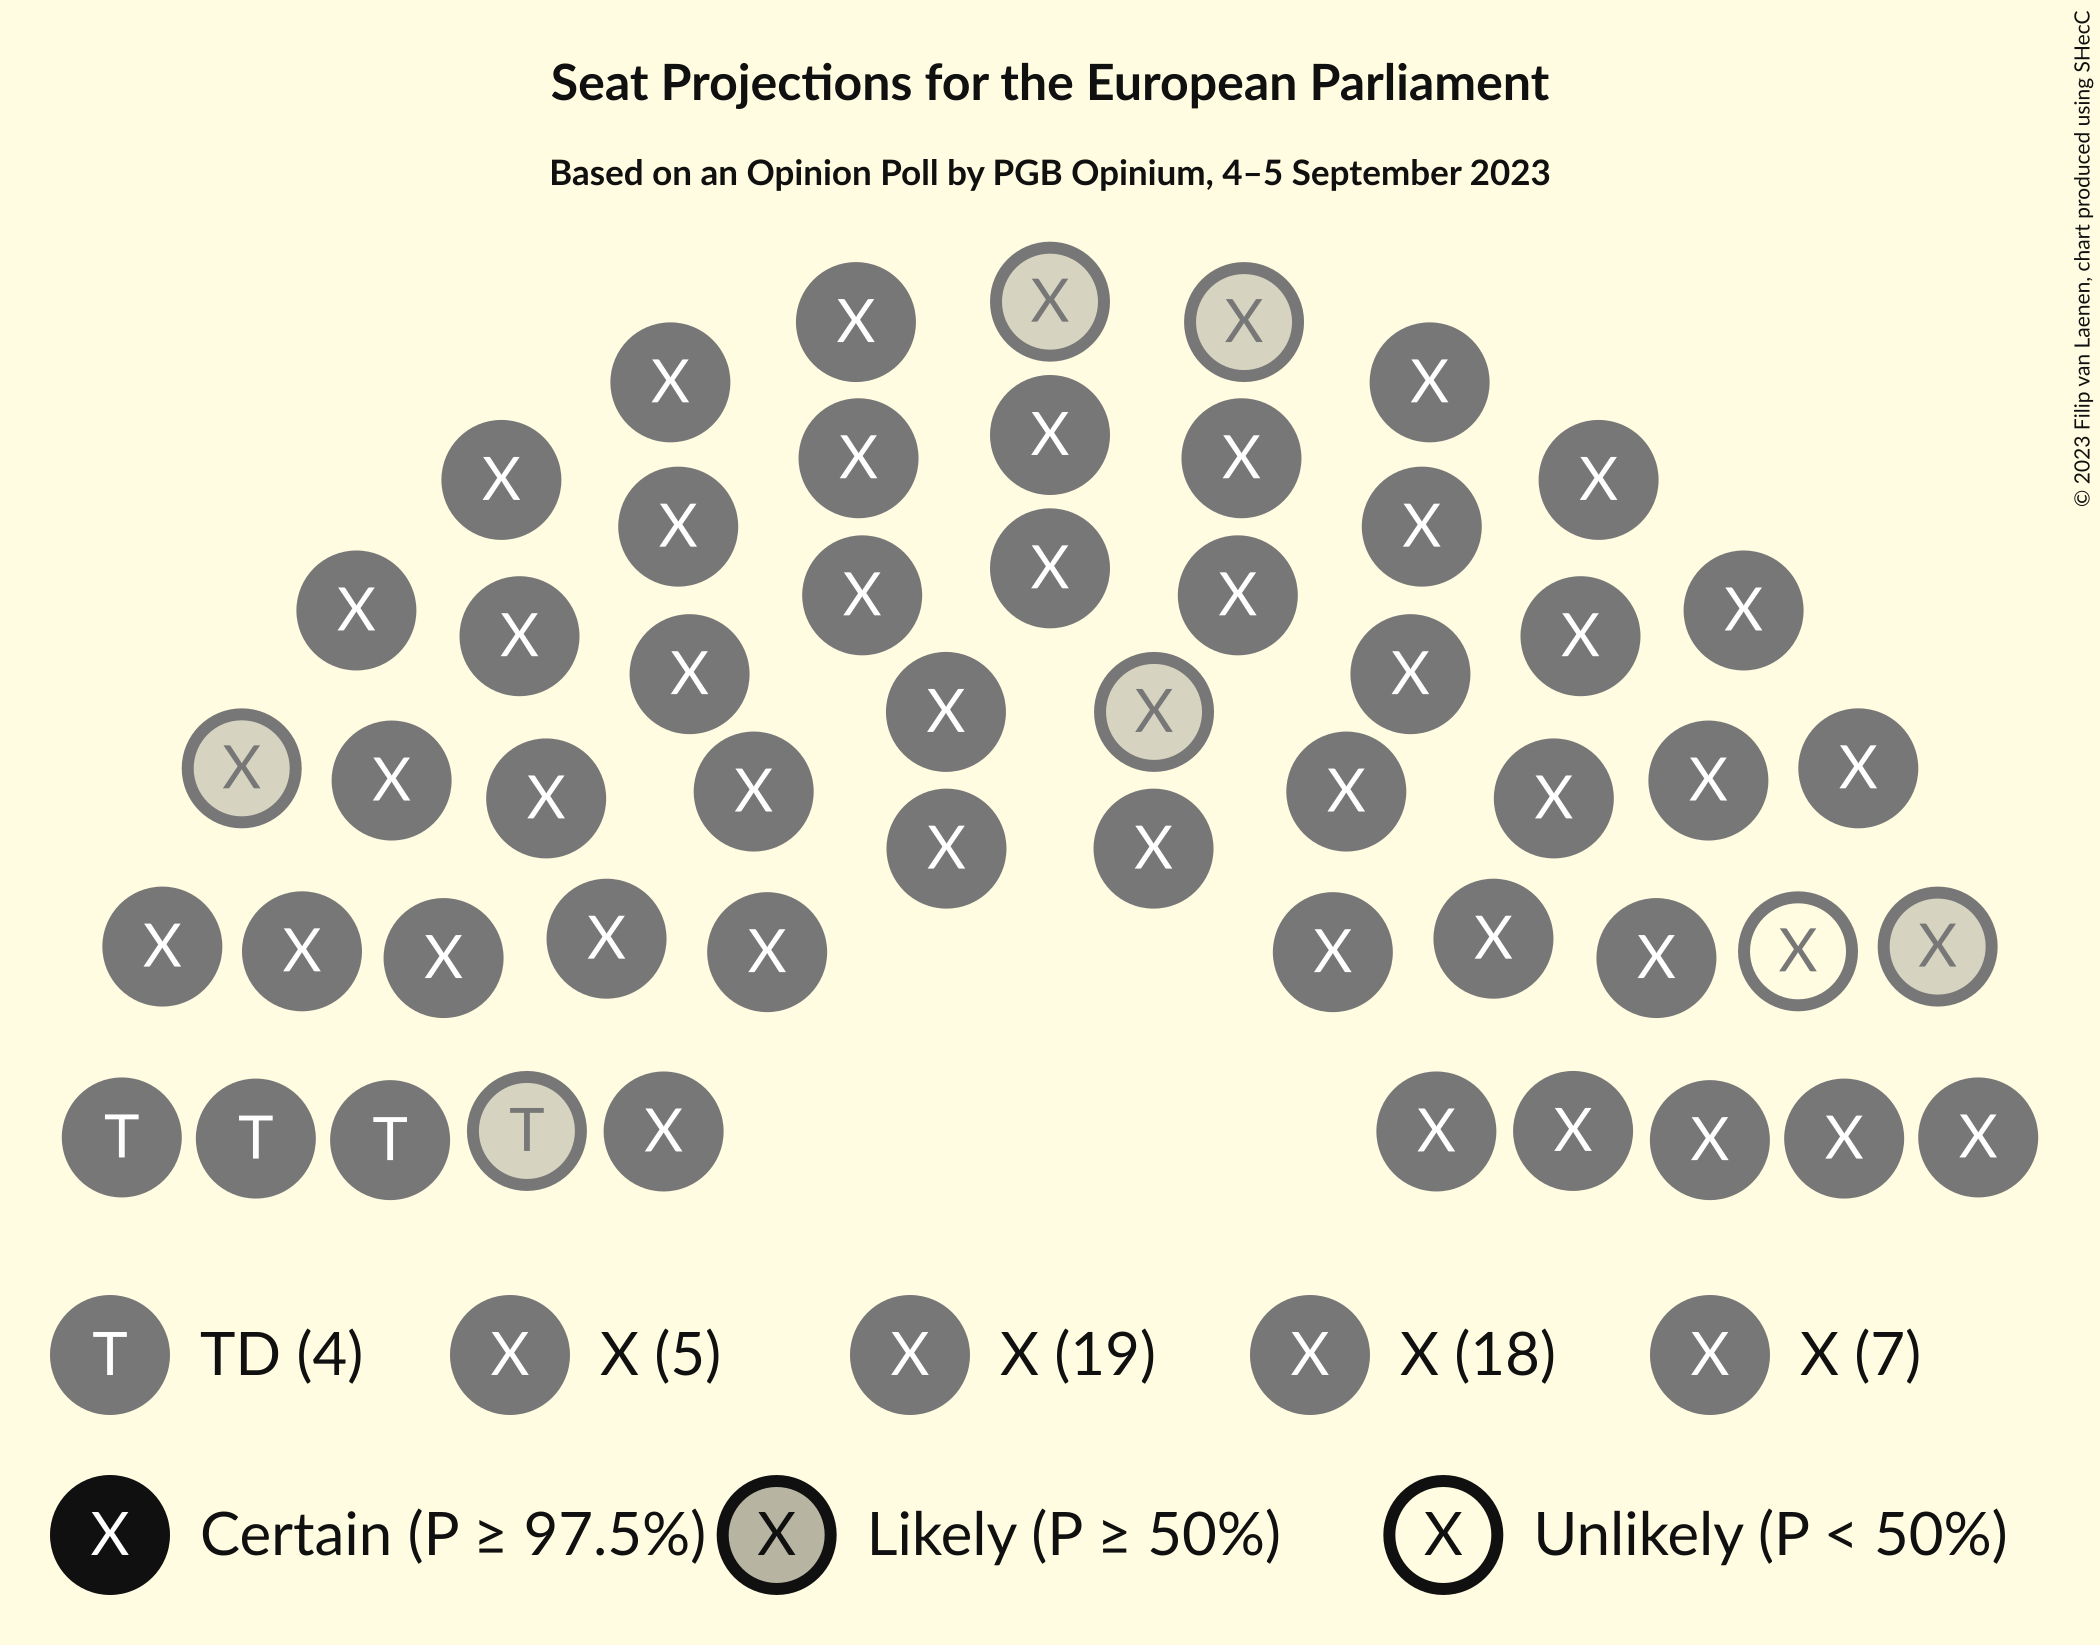 Seat Projections for the European Parliament
Based on an Opinion Poll by PGB Opinium, 4–5 September 2023
© 2023 Filip van Laenen, chart produced using SHecC
X
X X
X X
X
X X
X X
X X
X
X X
X X
X X
X X
X X
X X
X X
X X X X
X X X X
X X
X X X X X X X X X X
T T T T X X X X X X
T TD (4) X X (5) X X (19) X X (18) X X (7)
X Certain (P ≥ 97.5%) X Likely (P ≥ 50%) X Unlikely (P < 50%)